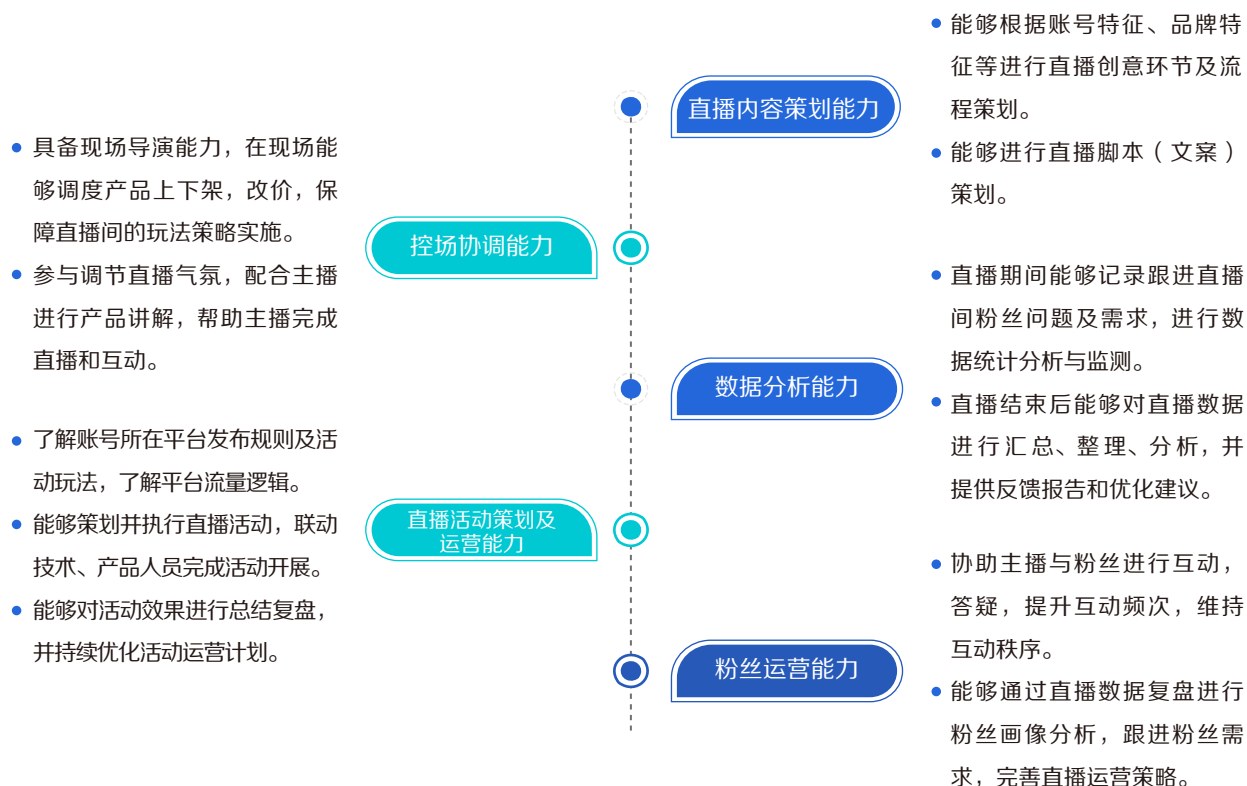 直播内容策划能力
能够根据账号特征、品牌特
征等进行直播创意环节及流
程策划。
能够进行直播脚本（文案）
策划。
控场协调能力
具备现场导演能力，在现场能
够调度产品上下架，改价，保
障直播间的玩法策略实施。
参与调节直播气氛，配合主播
进行产品讲解，帮助主播完成
直播和互动。
数据分析能力
直播期间能够记录跟进直播
间粉丝问题及需求，进行数
据统计分析与监测。
直播结束后能够对直播数据
进行汇总、整理、分析，并
提供反馈报告和优化建议。
直播活动策划及
运营能力
了解账号所在平台发布规则及活
动玩法，了解平台流量逻辑。
能够策划并执行直播活动，联动
技术、产品人员完成活动开展。
能够对活动效果进行总结复盘，
并持续优化活动运营计划。
粉丝运营能力
协助主播与粉丝进行互动，
答疑，提升互动频次，维持
互动秩序。
能够通过直播数据复盘进行
粉丝画像分析，跟进粉丝需
求，完善直播运营策略。